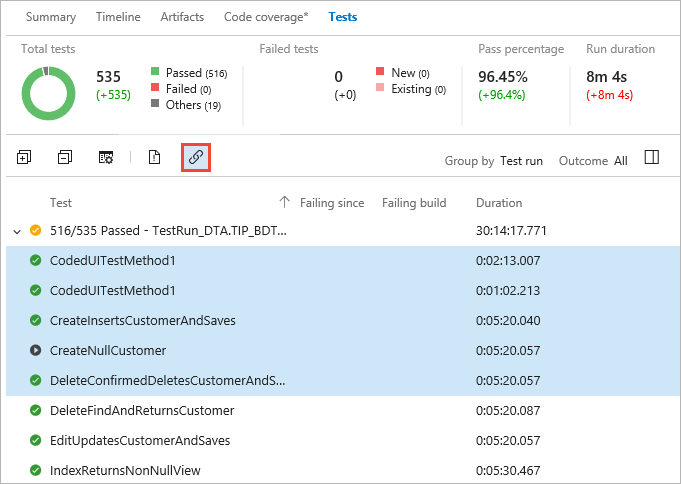 Summary Timeline Artifacts Code coverage* Tests
Total tests Failed tests Pass percentage Run duration
535 Passed (516) 0 New (0) 96.45% 8m 4s
(+535) Failed (0) (+0) Existing (0) (+96.4%) (+8m 4s)
Others (19)
Group by Test run Outcome All
Test Failing since Failing build Duration
516/535 Passed - TestRun_DTA.TIP_BDT... 30:14:17.771
CodedUITestMethod1 0:02:13.007
CodedUITestMethod1 0:01:02.213
CreateInsertsCustomerAndSaves 0:05:20.040
CreateNullCustomer 0:05:20.057
DeleteConfirmedDeletesCustomerAndS... 0:05:20.057
DeleteFindAndReturnsCustomer 0:05:20.087
EditUpdatesCustomerAndSaves 0:05:20.057
IndexReturnsNonNullView 0:05:30.467